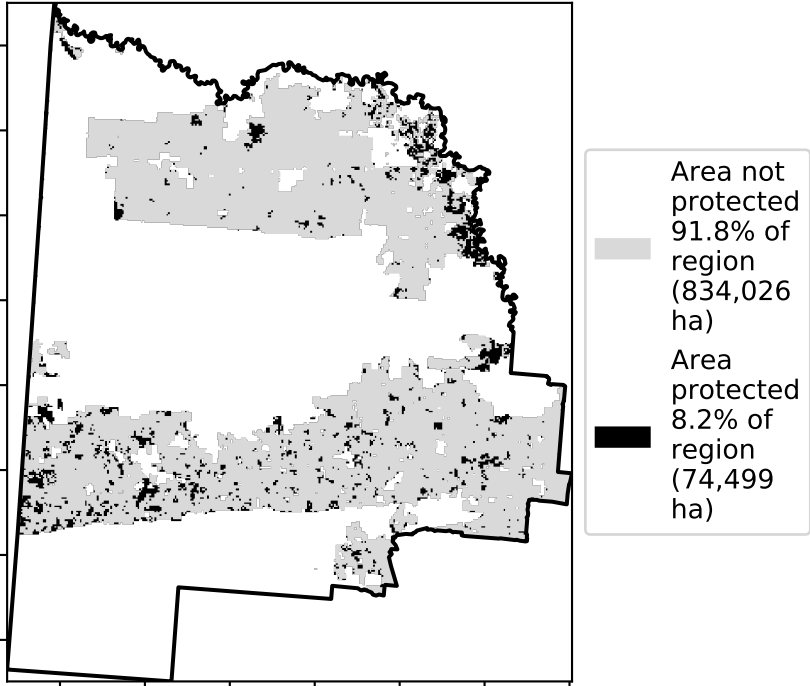 Area not
protected
91.8% of
region
(834,026
ha)
Area
protected
8.2% of
region
(74,499
ha)